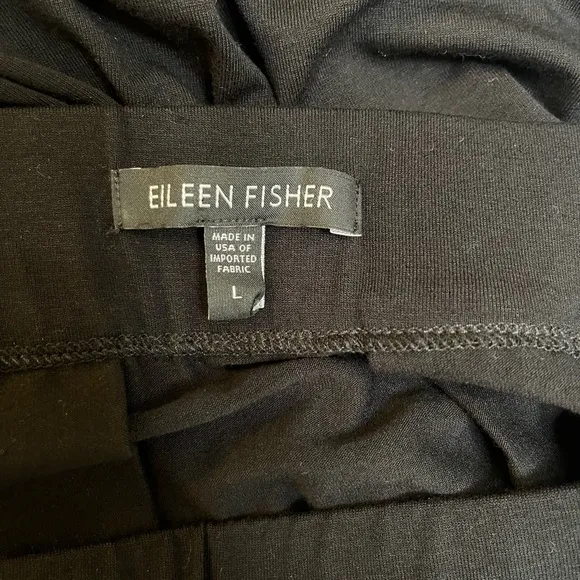 EILEEN FISHER
MADE IN
USA OF
IMPORTED
FABRIC
L